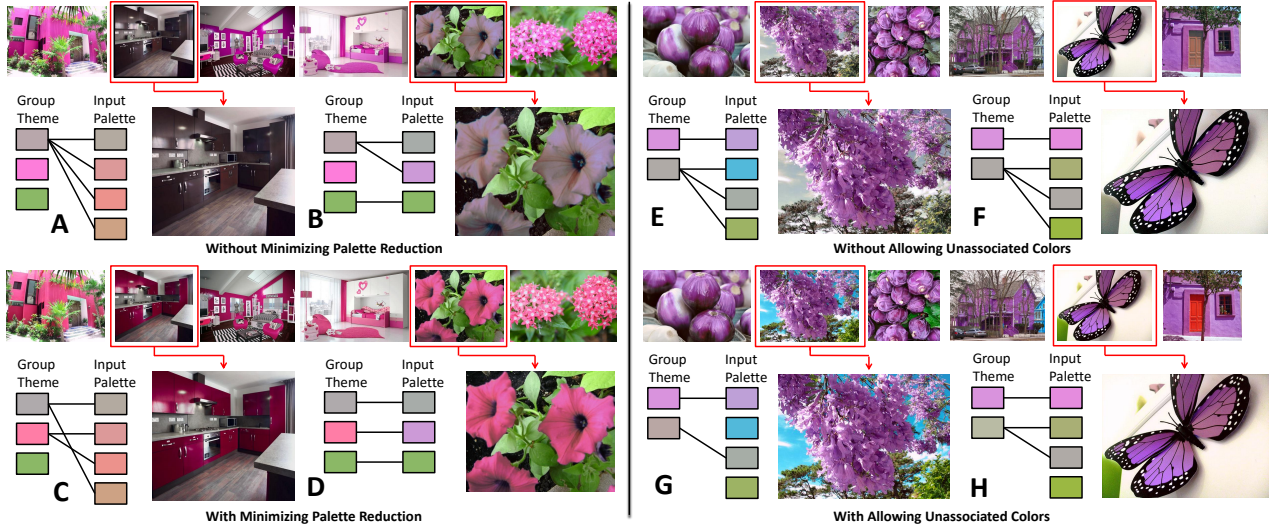 Group Theme
Input Palette
A
Group Theme
Input Palette
B
Without Minimizing Palette Reduction
Group Theme
Input Palette
E
Group Theme
Input Palette
F
Without Allowing Unassociated Colors
Group Theme
Input Palette
C
Group Theme
Input Palette
D
With Minimizing Palette Reduction
Group Theme
Input Palette
G
Group Theme
Input Palette
H
With Allowing Unassociated Colors